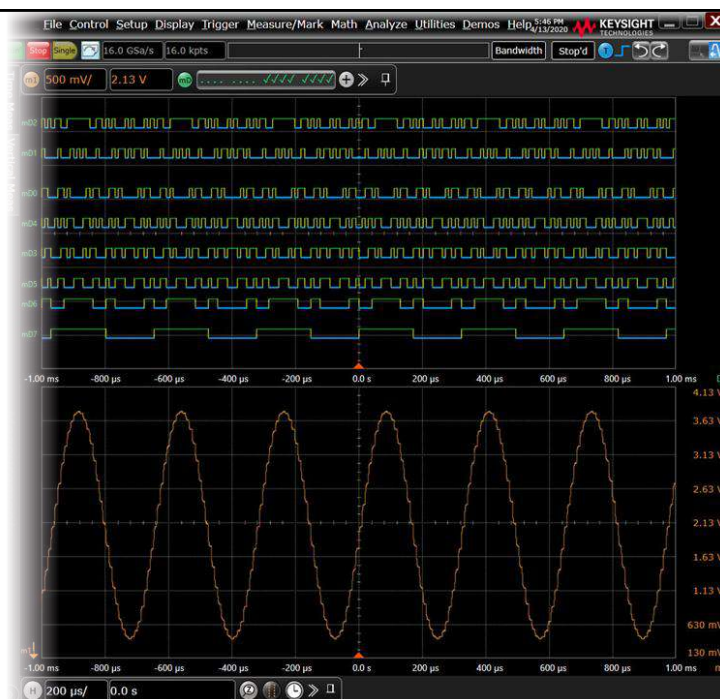 File Control Setup Display Trigger Measure/Mark Math Analyze Utilities Demos Help 5:46 PM 4/13/2020 KEYSIGHT TECHNOLOGIES
Stop Single 16.0 GSa/s 16.0 kpts Bandwidth Stop'd T
m1 500 mV/ 2.13 V mD
mD2
mD1
mD0
mD4
mD3
mD5
mD6
mD7
-1.00 ms -800 µs -600 µs -400 µs -200 µs 0.0 s 200 µs 400 µs 600 µs 800 µs 1.00 ms
4.13 V
3.63 V
3.13 V
2.63 V
2.13 V
1.63 V
1.13 V
630 mV
130 mV
-1.00 ms -800 µs -600 µs -400 µs -200 µs 0.0 s 200 µs 400 µs 600 µs 800 µs 1.00 ms
H 200 µs/ 0.0 s